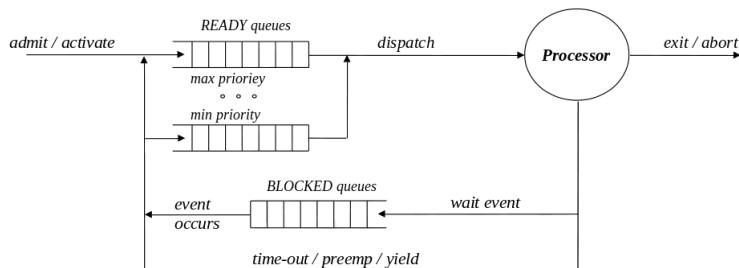 READY queues
admit / activate
dispatch
Processor
exit / abort
max prioriey
min priority
BLOCKED queues
event
occurs
wait event
time-out / preemp / yield